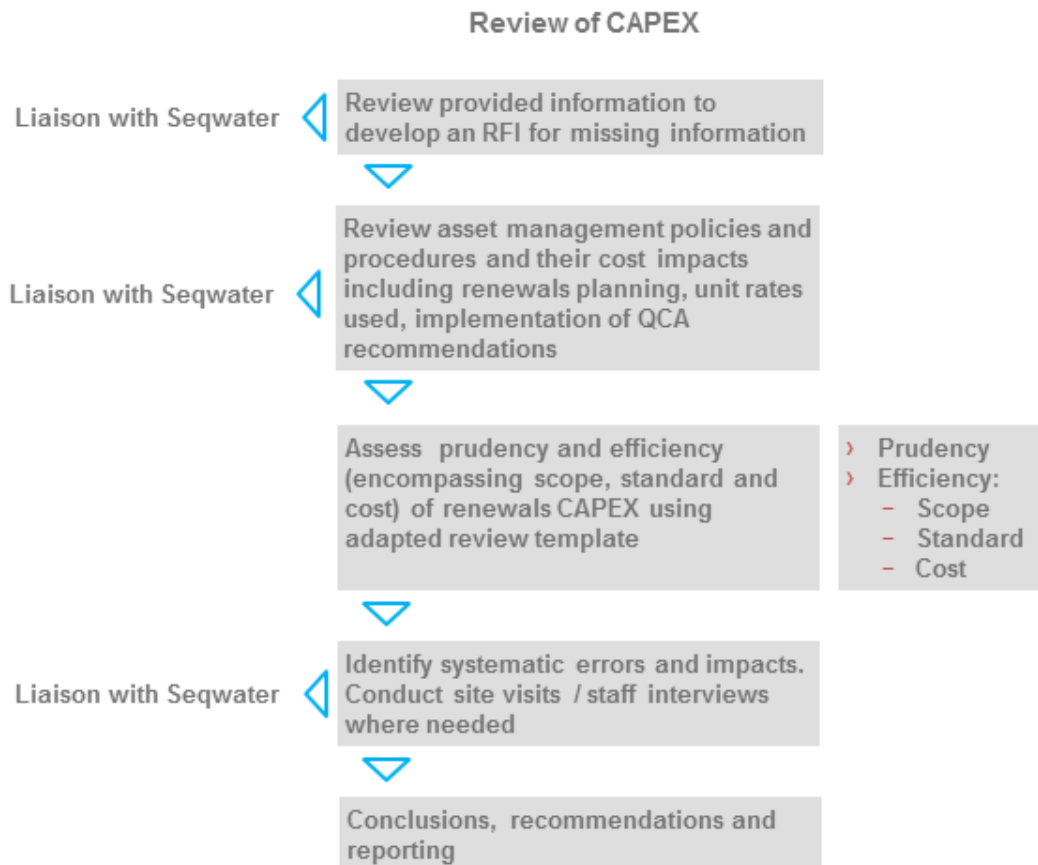 Review of CAPEX
Liaison with Seqwater
Review provided information to
develop an RFI for missing information
Liaison with Seqwater
Review asset management policies and
procedures and their cost impacts
including renewals planning, unit rates
used, implementation of QCA
recommendations
Assess prudency and efficiency
(encompassing scope, standard and
cost) of renewals CAPEX using
adapted review template
› Prudency
› Efficiency:
– Scope
– Standard
– Cost
Liaison with Seqwater
Identify systematic errors and impacts.
Conduct site visits / staff interviews
where needed
Conclusions, recommendations and
reporting